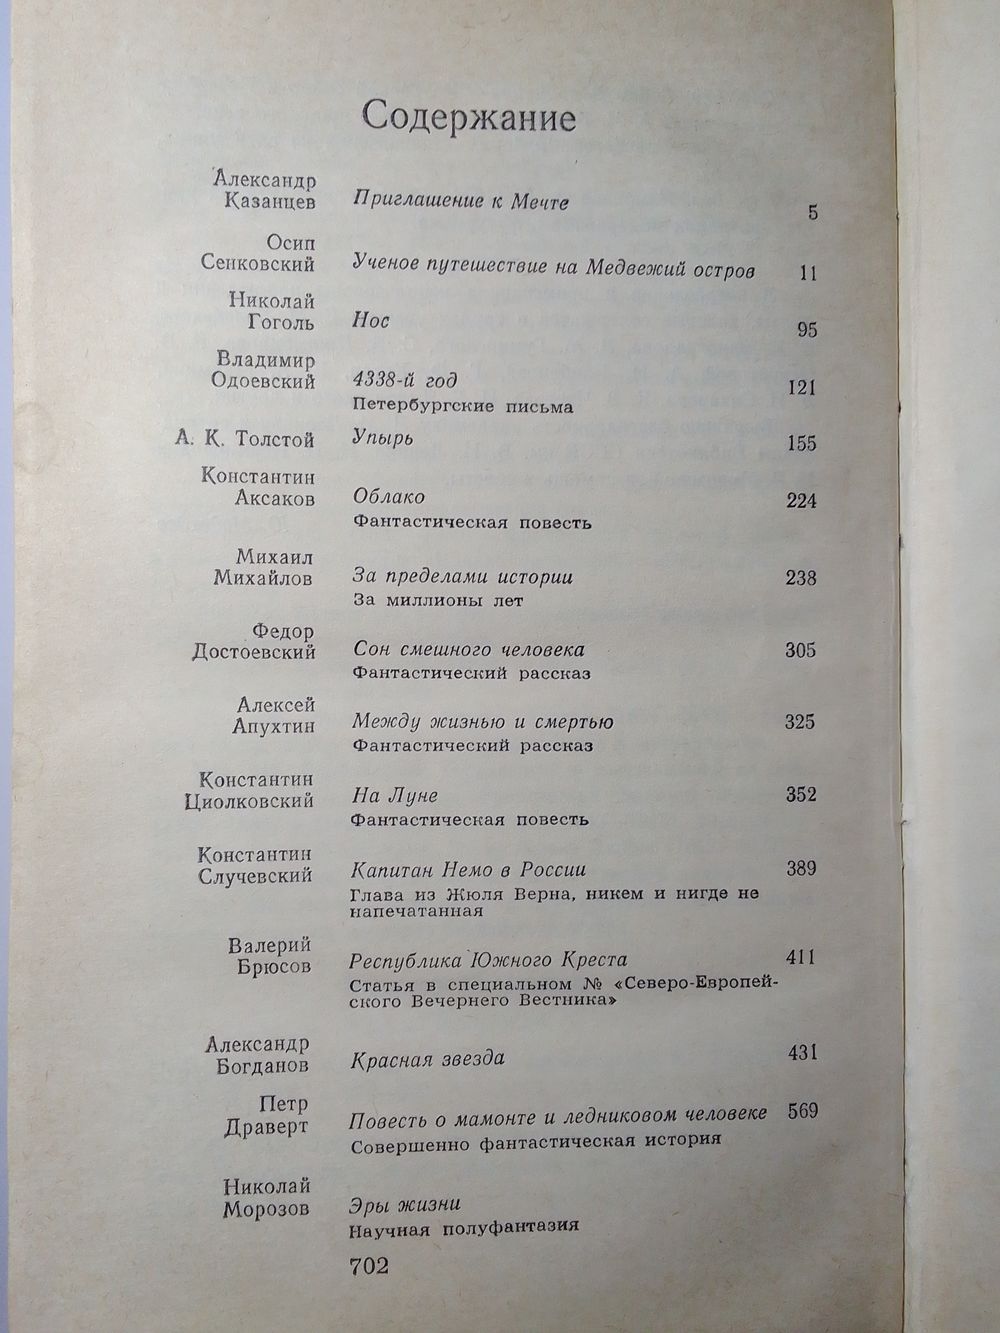 Содержание
Александр
Казанцев
Приглашение к Мечте 5
Осип
Сенковский
Ученое путешествие на Медвежий остров 11
Николай
Гоголь
Нос 95
Владимир
Одоевский
4338-й год 121
Петербургские письма
А. К. Толстой Упырь 155
Константин
Аксаков
Облако 224
Фантастическая повесть
Михаил
Михайлов
За пределами истории 238
За миллионы лет
Федор
Достоевский
Сон смешного человека 305
Фантастический рассказ
Алексей
Апухтин
Между жизнью и смертью 325
Фантастический рассказ
Константин
Циолковский
На Луне 352
Фантастическая повесть
Константин
Случевский
Капитан Немо в России 389
Глава из Жюля Верна, никем и нигде не
напечатанная
Валерий
Брюсов
Республика Южного Креста 411
Статья в специальном № «Северо-Европей-
ского Вечернего Вестника»
Александр
Богданов
Красная звезда 431
Петр
Драверт
Повесть о мамонте и ледниковом человеке 569
Совершенно фантастическая история
Николай
Морозов
Эры жизни
Научная полуфантазия
702